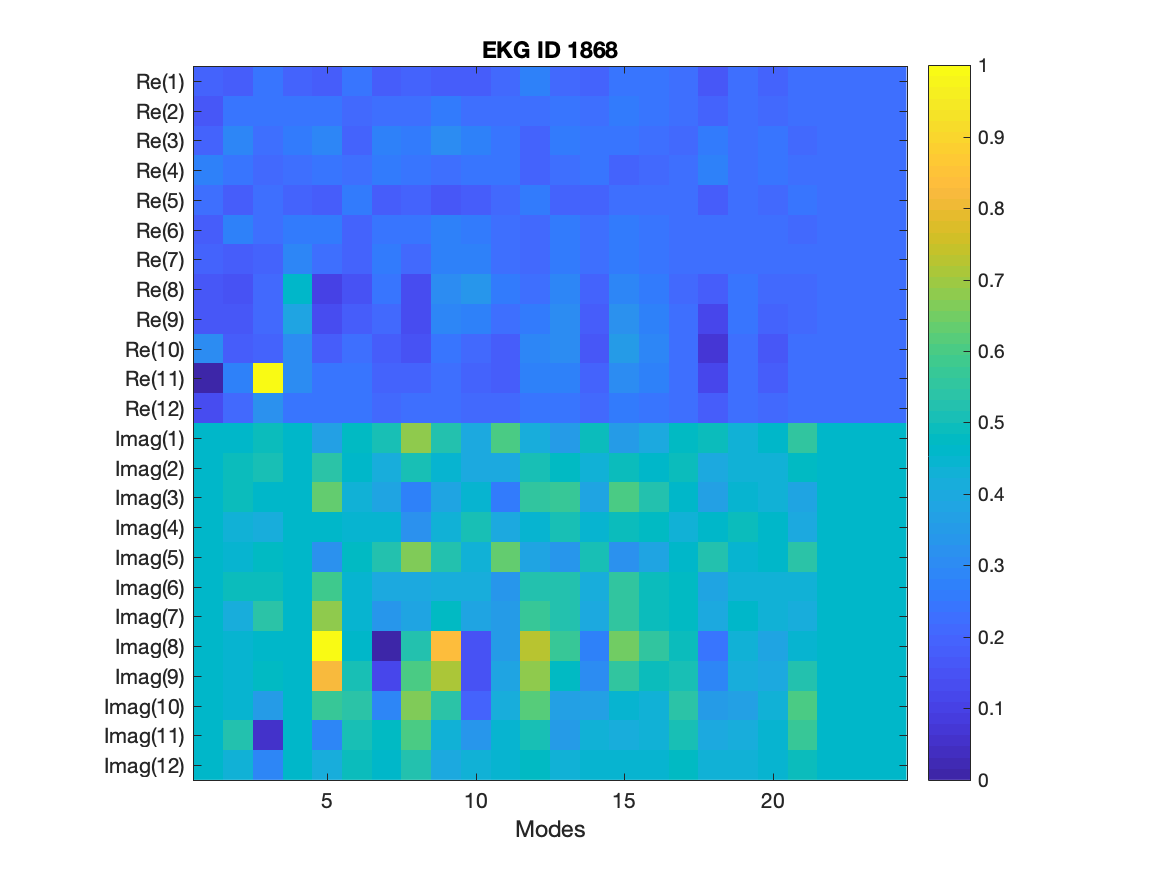 EKG ID 1868
Re(1)
Re(2)
Re(3)
Re(4)
Re(5)
Re(6)
Re(7)
Re(8)
Re(9)
Re(10)
Re(11)
Re(12)
Imag(1)
Imag(2)
Imag(3)
Imag(4)
Imag(5)
Imag(6)
Imag(7)
Imag(8)
Imag(9)
Imag(10)
Imag(11)
Imag(12)
5 10 15 20
Modes
1
0.9
0.8
0.7
0.6
0.5
0.4
0.3
0.2
0.1
0